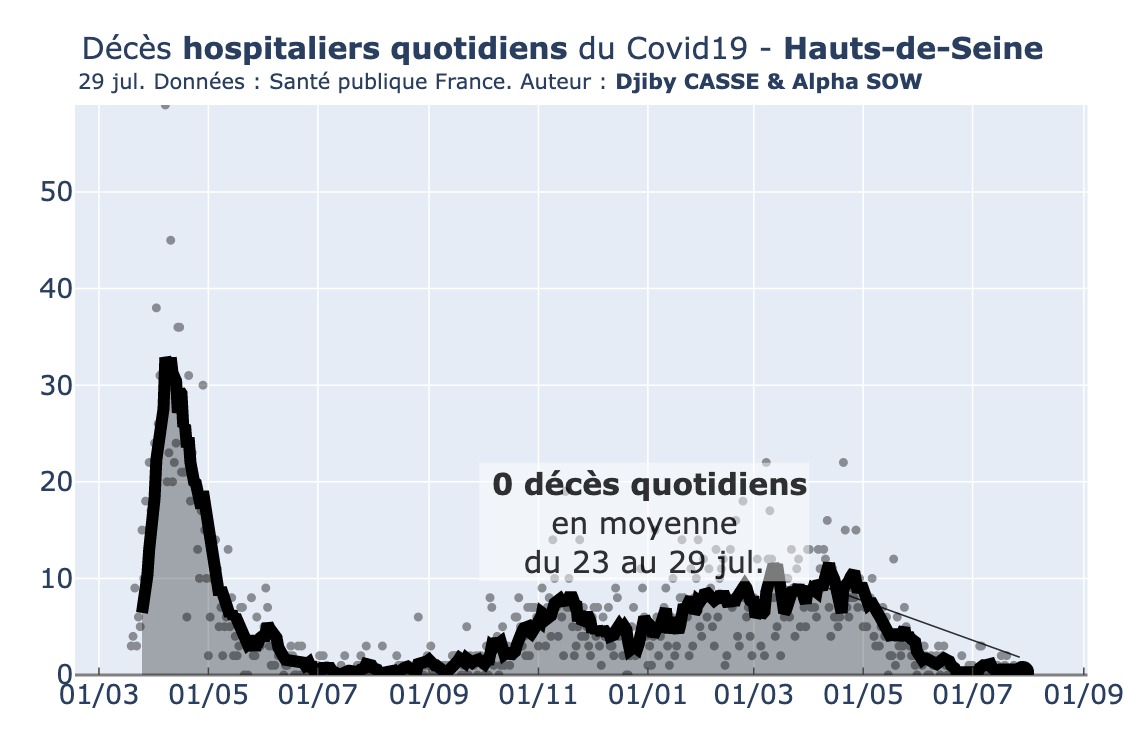 Décès hospitaliers quotidiens du Covid19 - Hauts-de-Seine
29 jul. Données : Santé publique France. Auteur : Djiby CASSE & Alpha SOW
50
40
30
20
10
0
0 décès quotidiens
en moyenne
du 23 au 29 jul.
01/03 01/05 01/07 01/09 01/11 01/01 01/03 01/05 01/07 01/09